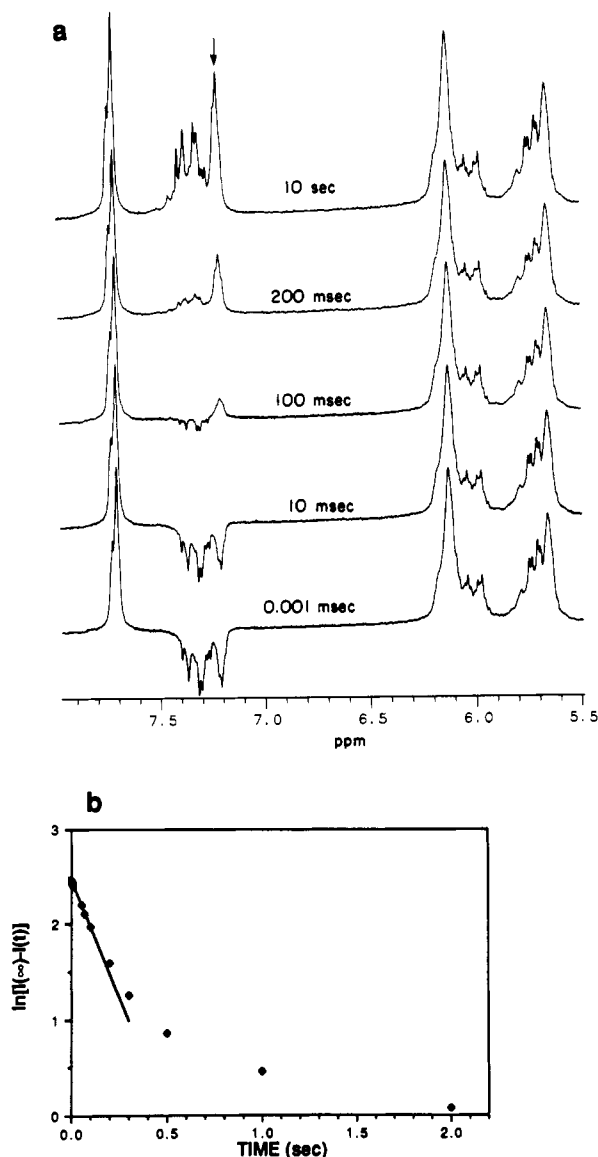 a
10 sec
200 msec
100 msec
10 msec
0.001 msec
7.5 7.0 6.5 6.0 5.5
ppm
b
3
2
1
0
ln[I(∞)-I(t)]
0.0 0.5 1.0 1.5 2.0
TIME (sec)